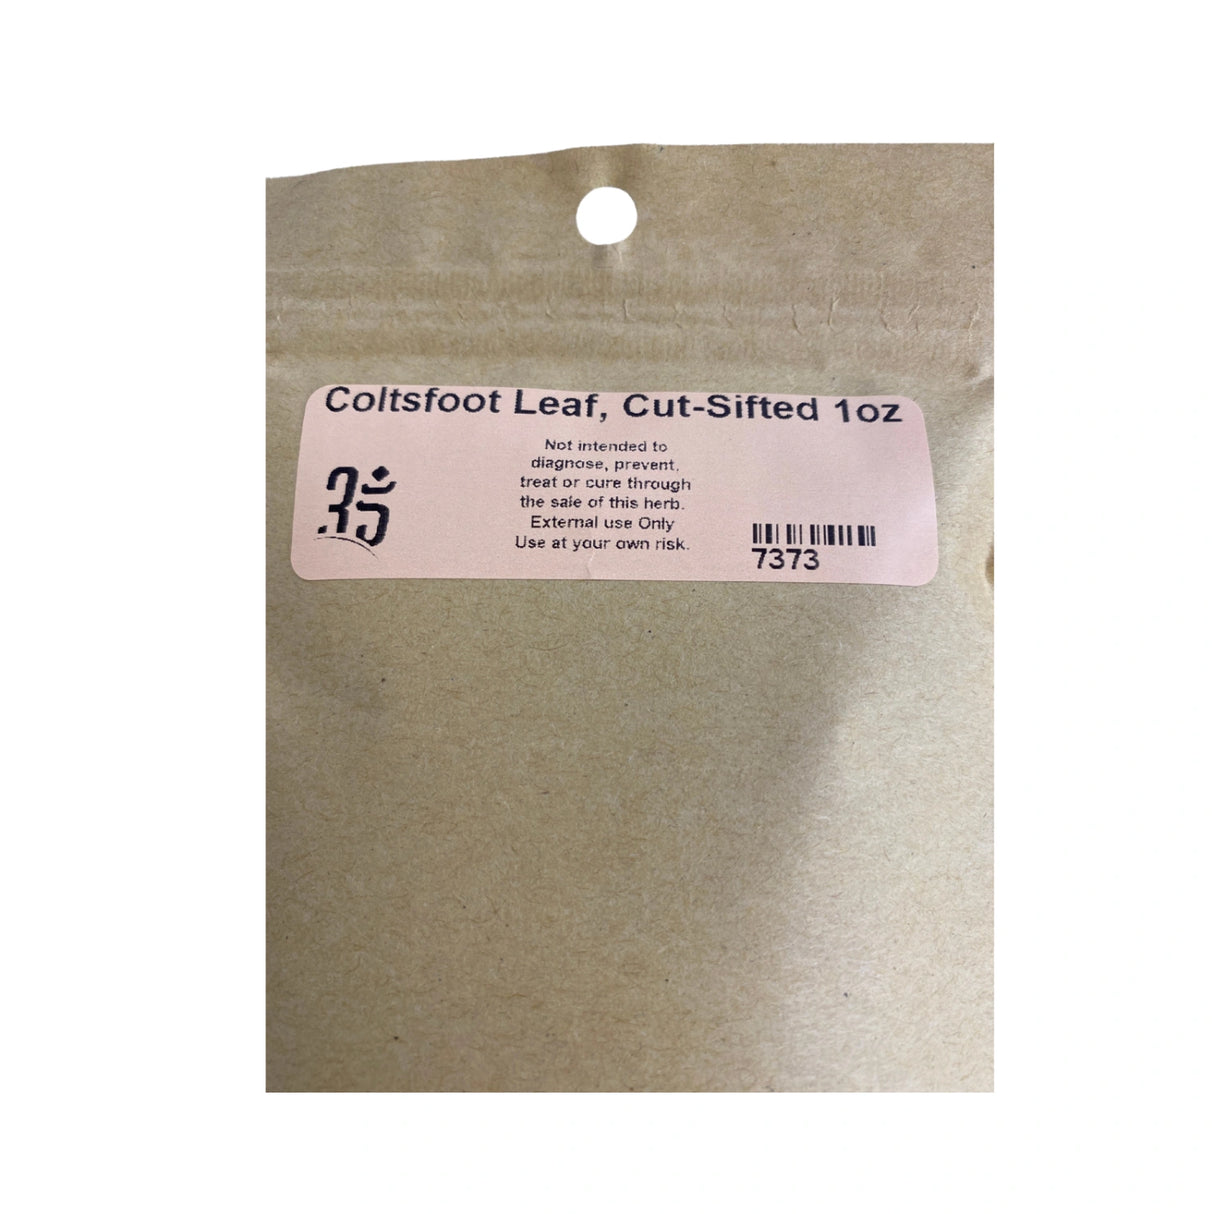 Coltsfoot Leaf, Cut-Sifted 1oz
Not intended to
diagnose, prevent,
treat or cure through
the sale of this herb.
External use Only
Use at your own risk.
ॐ
7373